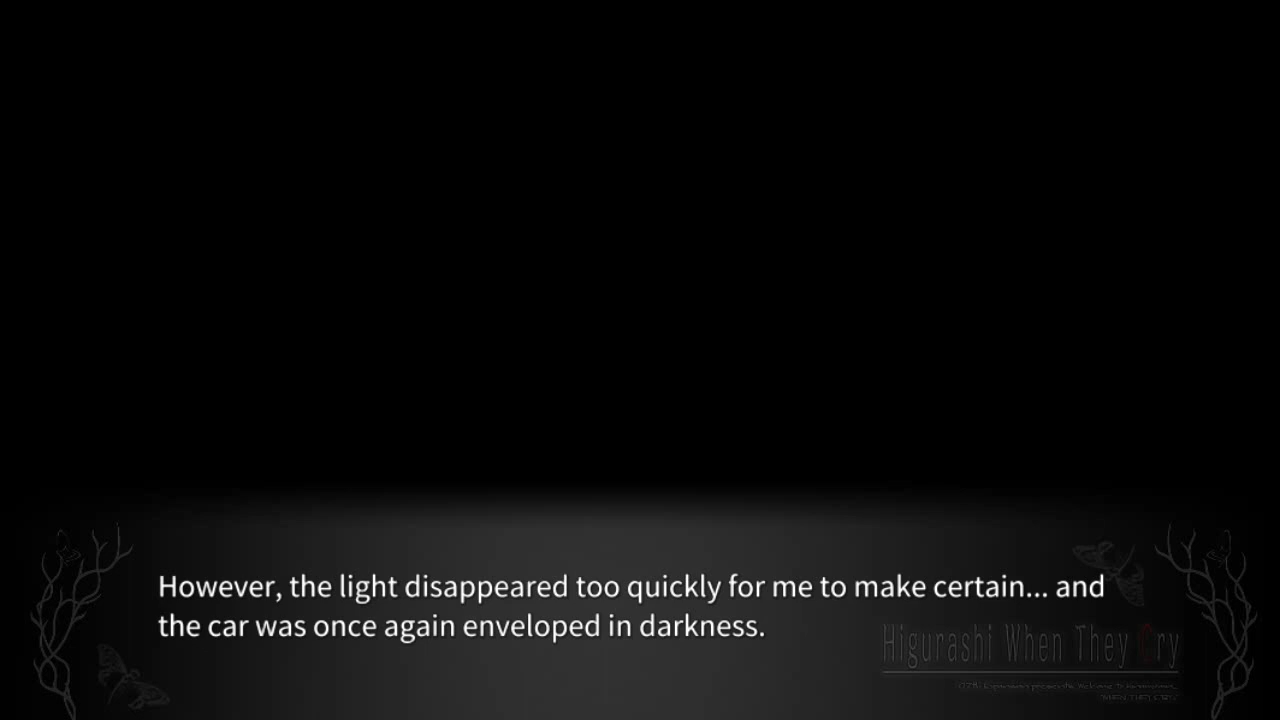 However, the light disappeared too quickly for me to make certain... and
the car was once again enveloped in darkness.
Higurashi When They Cry